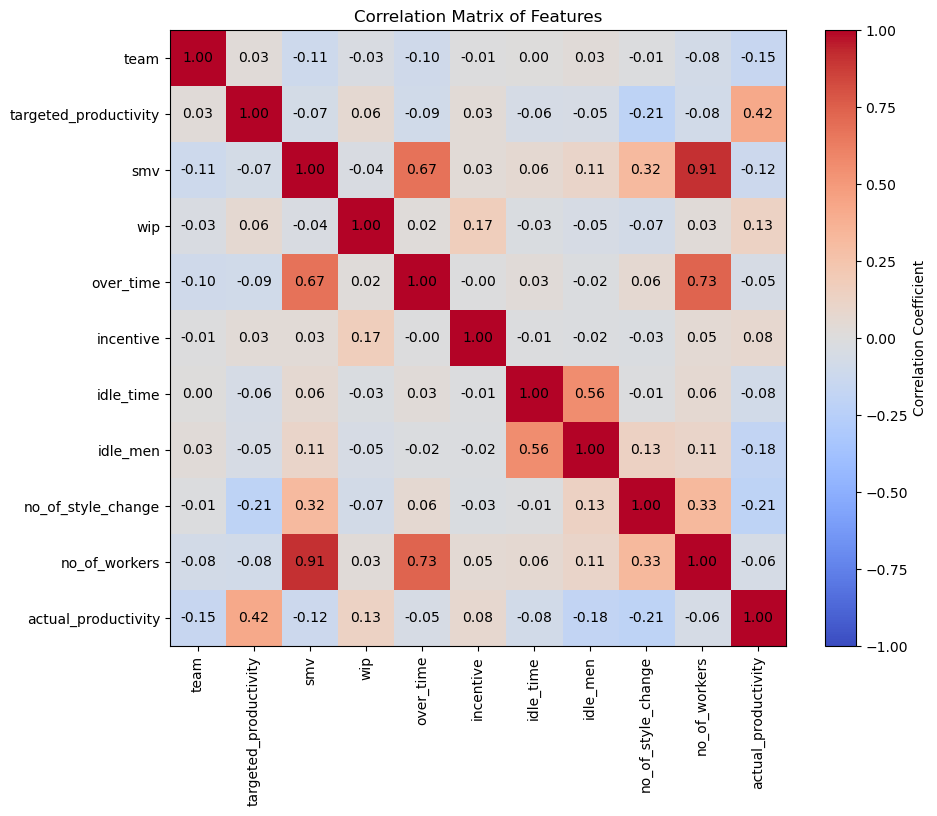 Correlation Matrix of Features
team 1.00 0.03 -0.11 -0.03 -0.10 -0.01 0.00 0.03 -0.01 -0.08 -0.15
targeted_productivity 0.03 1.00 -0.07 0.06 -0.09 0.03 -0.06 -0.05 -0.21 -0.08 0.42
smv -0.11 -0.07 1.00 -0.04 0.67 0.03 0.06 0.11 0.32 0.91 -0.12
wip -0.03 0.06 -0.04 1.00 0.02 0.17 -0.03 -0.05 -0.07 0.03 0.13
over_time -0.10 -0.09 0.67 0.02 1.00 -0.00 0.03 -0.02 0.06 0.73 -0.05
incentive -0.01 0.03 0.03 0.17 -0.00 1.00 -0.01 -0.02 -0.03 0.05 0.08
idle_time 0.00 -0.06 0.06 -0.03 0.03 -0.01 1.00 0.56 -0.01 0.06 -0.08
idle_men 0.03 -0.05 0.11 -0.05 -0.02 -0.02 0.56 1.00 0.13 0.11 -0.18
no_of_style_change -0.01 -0.21 0.32 -0.07 0.06 -0.03 -0.01 0.13 1.00 0.33 -0.21
no_of_workers -0.08 -0.08 0.91 0.03 0.73 0.05 0.06 0.11 0.33 1.00 -0.06
actual_productivity -0.15 0.42 -0.12 0.13 -0.05 0.08 -0.08 -0.18 -0.21 -0.06 1.00
team
targeted_productivity
smv
wip
over_time
incentive
idle_time
idle_men
no_of_style_change
no_of_workers
actual_productivity
1.00
0.75
0.50
0.25
0.00
−0.25
−0.50
−0.75
−1.00
Correlation Coefficient